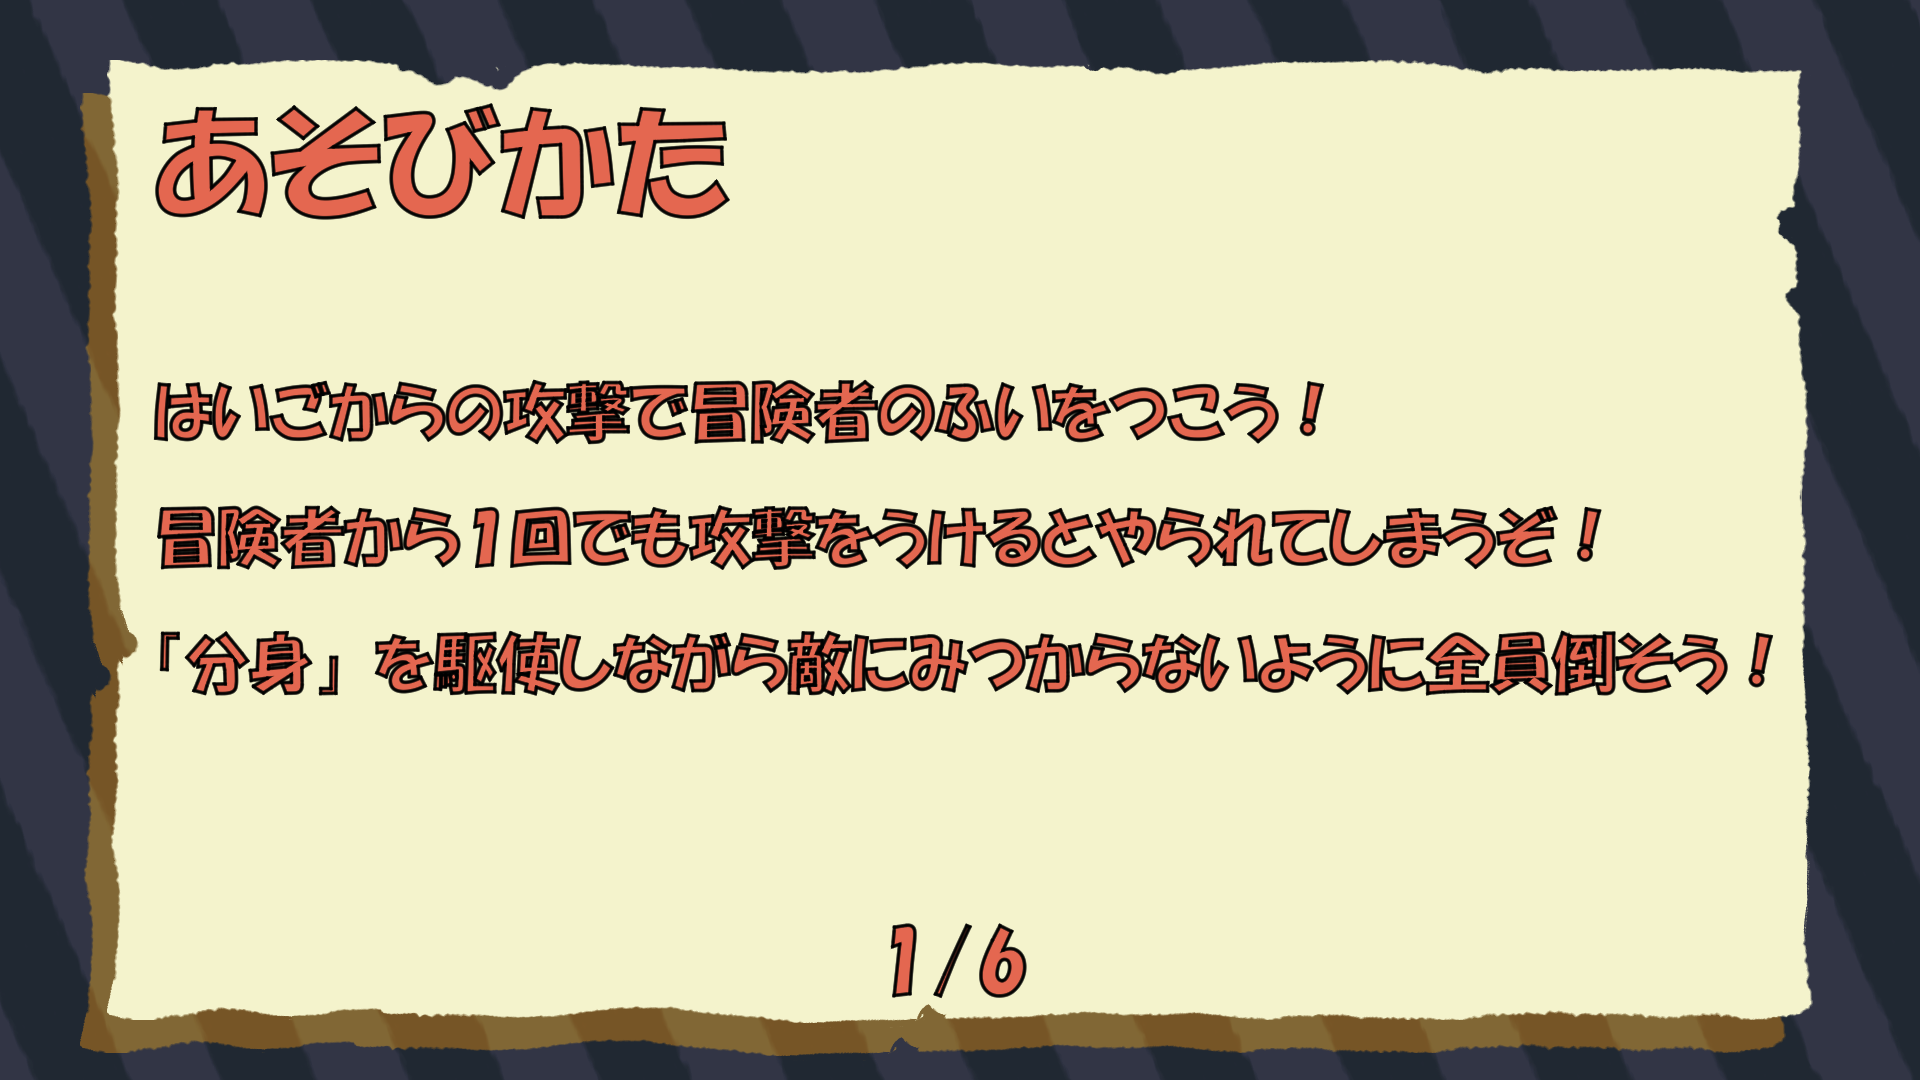 あそびかた
はいごからの攻撃で冒険者のふいをつこう！
冒険者から1回でも攻撃をうけるとやられてしまうぞ！
「分身」を駆使しながら敵にみつからないように全員倒そう！
1/6